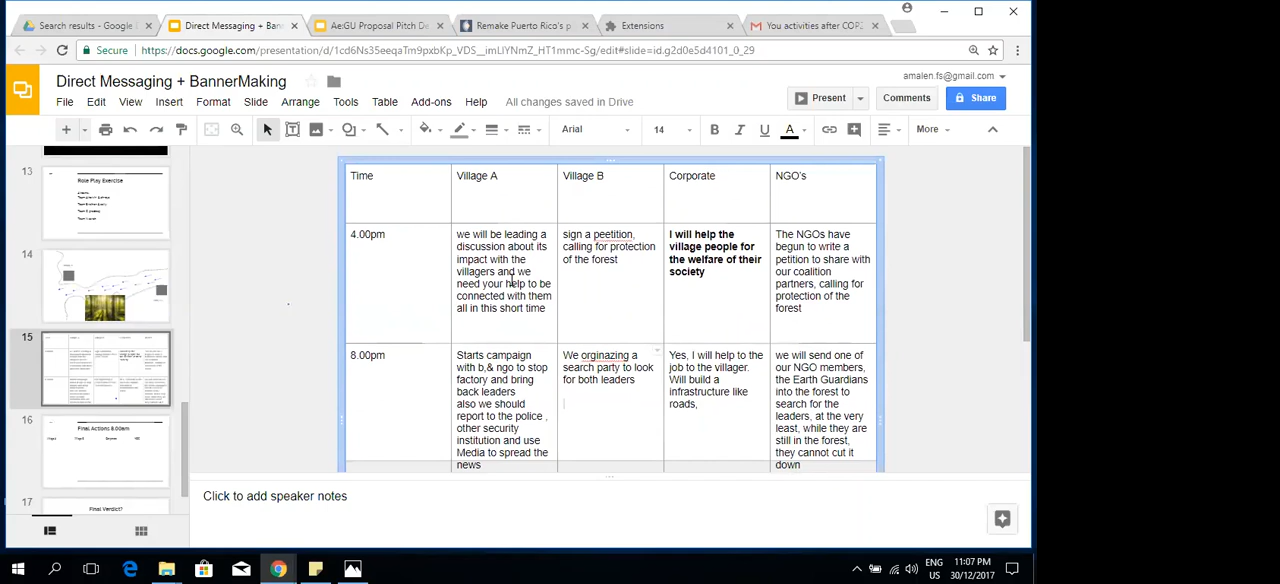 Search results - Google
Direct Messaging + Ban
Ae:GU Proposal Pitch De
Remake Puerto Rico's p
Extensions
You activities after COP2
Secure
https://docs.google.com/presentation/d/1cd6Ns35eeqaTm9pxbKp_VDS__imLIYNmZ_HT1mmc-Sg/edit#slide=id.g2d0e5d4101_0_29
Direct Messaging + BannerMaking
amalen.fs@gmail.com
File Edit View Insert Format Slide Arrange Tools Table Add-ons Help All changes saved in Drive
Present
Comments
Share
Arial
14
B I U A
More
13
Role Play Exercise
14
15
16
Final Actions 8.00am
17
Final Verdict?
Time
Village A
Village B
Corporate
NGO's
4.00pm
we will be leading a
discussion about its
impact with the
villagers and we
need your help to be
connected with them
all in this short time
sign a peetition,
calling for protection
of the forest
I will help the
village people for
the welfare of their
society
The NGOs have
begun to write a
petition to share with
our coalition
partners, calling for
protection of the
forest
8.00pm
Starts campaign
with b,& ngo to stop
factory and bring
back leaders
also we should
report to the police ,
other security
institution and use
Media to spread the
news
We orginazing a
search party to look
for both leaders
Yes, I will help to the
job to the villager.
Will build a
infrastructure like
roads,
we will send one of
our NGO members,
the Earth Guardians
into the forest to
search for the
leaders, at the very
least, while they are
still in the forest,
they cannot cut it
down
Click to add speaker notes
ENG
US
11:07 PM
30/12/2017